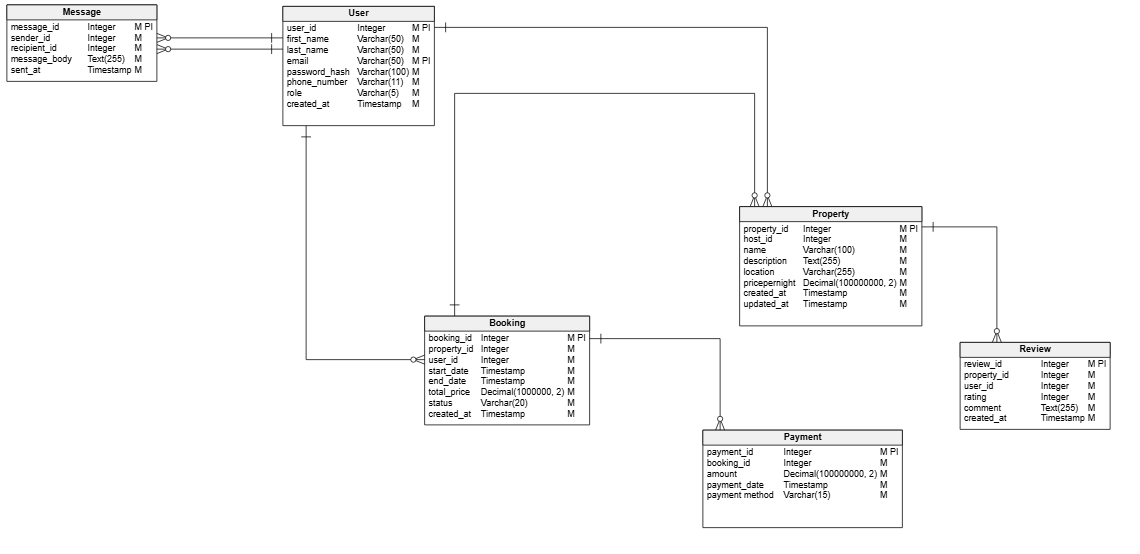 Message
message_id Integer M PI
sender_id Integer M
recipient_id Integer M
message_body Text(255) M
sent_at Timestamp M
User
user_id Integer M PI
first_name Varchar(50) M
last_name Varchar(50) M
email Varchar(50) M PI
password_hash Varchar(100) M
phone_number Varchar(11) M
role Varchar(5) M
created_at Timestamp M
Property
property_id Integer M PI
host_id Integer M
name Varchar(100) M
description Text(255) M
location Varchar(255) M
pricepernight Decimal(100000000, 2) M
created_at Timestamp M
updated_at Timestamp M
Booking
booking_id Integer M PI
property_id Integer M
user_id Integer M
start_date Timestamp M
end_date Timestamp M
total_price Decimal(1000000, 2) M
status Varchar(20) M
created_at Timestamp M
Review
review_id Integer M PI
property_id Integer M
user_id Integer M
rating Integer M
comment Text(255) M
created_at Timestamp M
Payment
payment_id Integer M PI
booking_id Integer M
amount Decimal(100000000, 2) M
payment_date Timestamp M
payment method Varchar(15) M